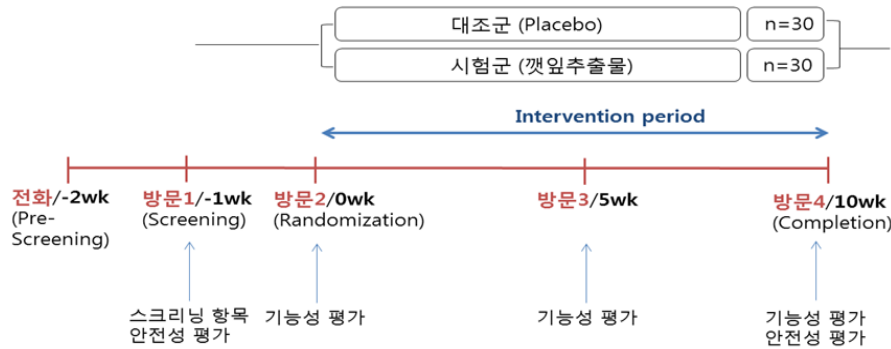 대조군 (Placebo) n=30
시험군 (깻잎추출물) n=30
Intervention period
전화/-2wk
(Pre-
Screening)
방문1/-1wk
(Screening)
방문2/0wk
(Randomization)
방문3/5wk
방문4/10wk
(Completion)
스크리닝 항목
안전성 평가
기능성 평가
기능성 평가
기능성 평가
안전성 평가